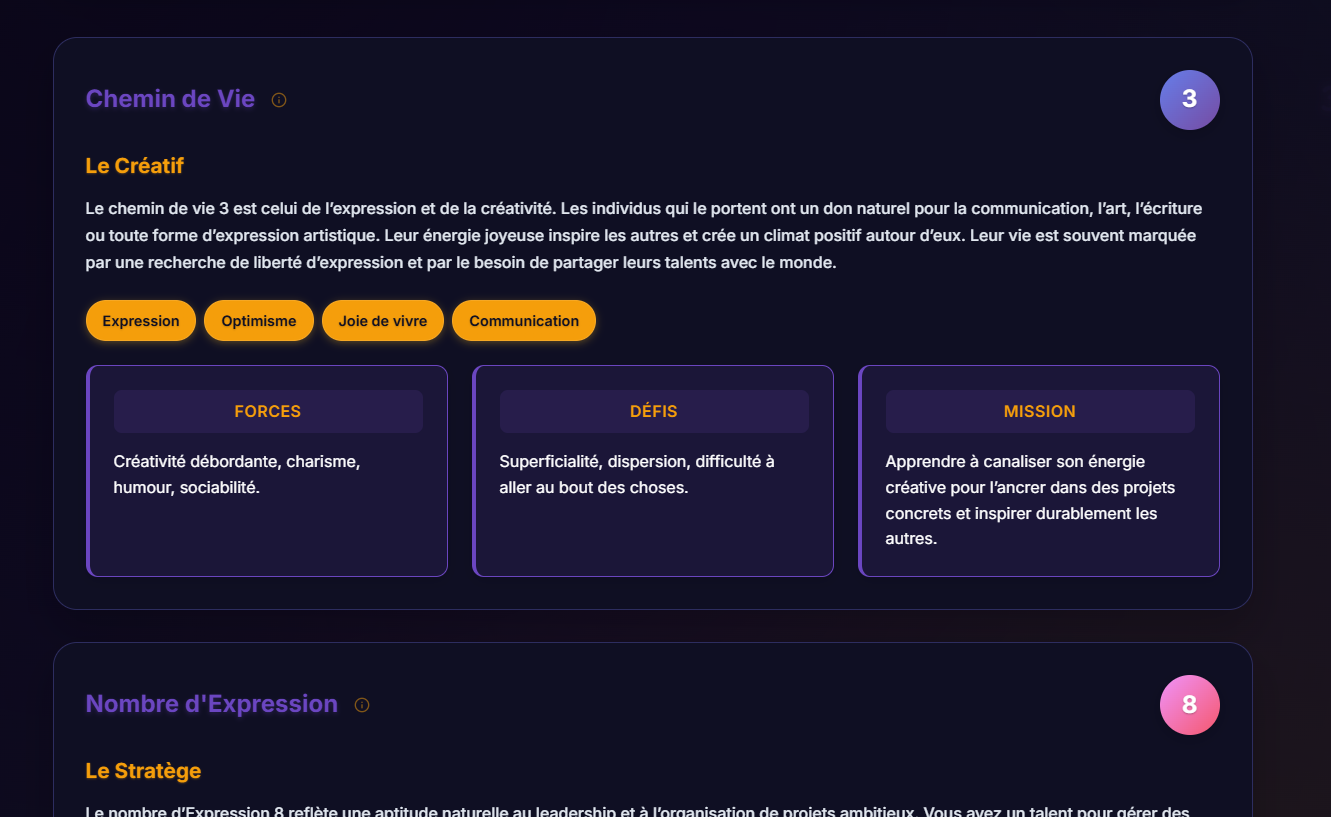 Chemin de Vie
3
Le Créatif
Le chemin de vie 3 est celui de l’expression et de la créativité. Les individus qui le portent ont un don naturel pour la communication, l’art, l’écriture
ou toute forme d’expression artistique. Leur énergie joyeuse inspire les autres et crée un climat positif autour d’eux. Leur vie est souvent marquée
par une recherche de liberté d’expression et par le besoin de partager leurs talents avec le monde.
Expression
Optimisme
Joie de vivre
Communication
FORCES
Créativité débordante, charisme,
humour, sociabilité.
DÉFIS
Superficialité, dispersion, difficulté à
aller au bout des choses.
MISSION
Apprendre à canaliser son énergie
créative pour l’ancrer dans des projets
concrets et inspirer durablement les
autres.
Nombre d'Expression
8
Le Stratège
Le nombre d’Expression 8 reflète une aptitude naturelle au leadership et à l’organisation de projets ambitieux. Vous avez un talent pour gérer des